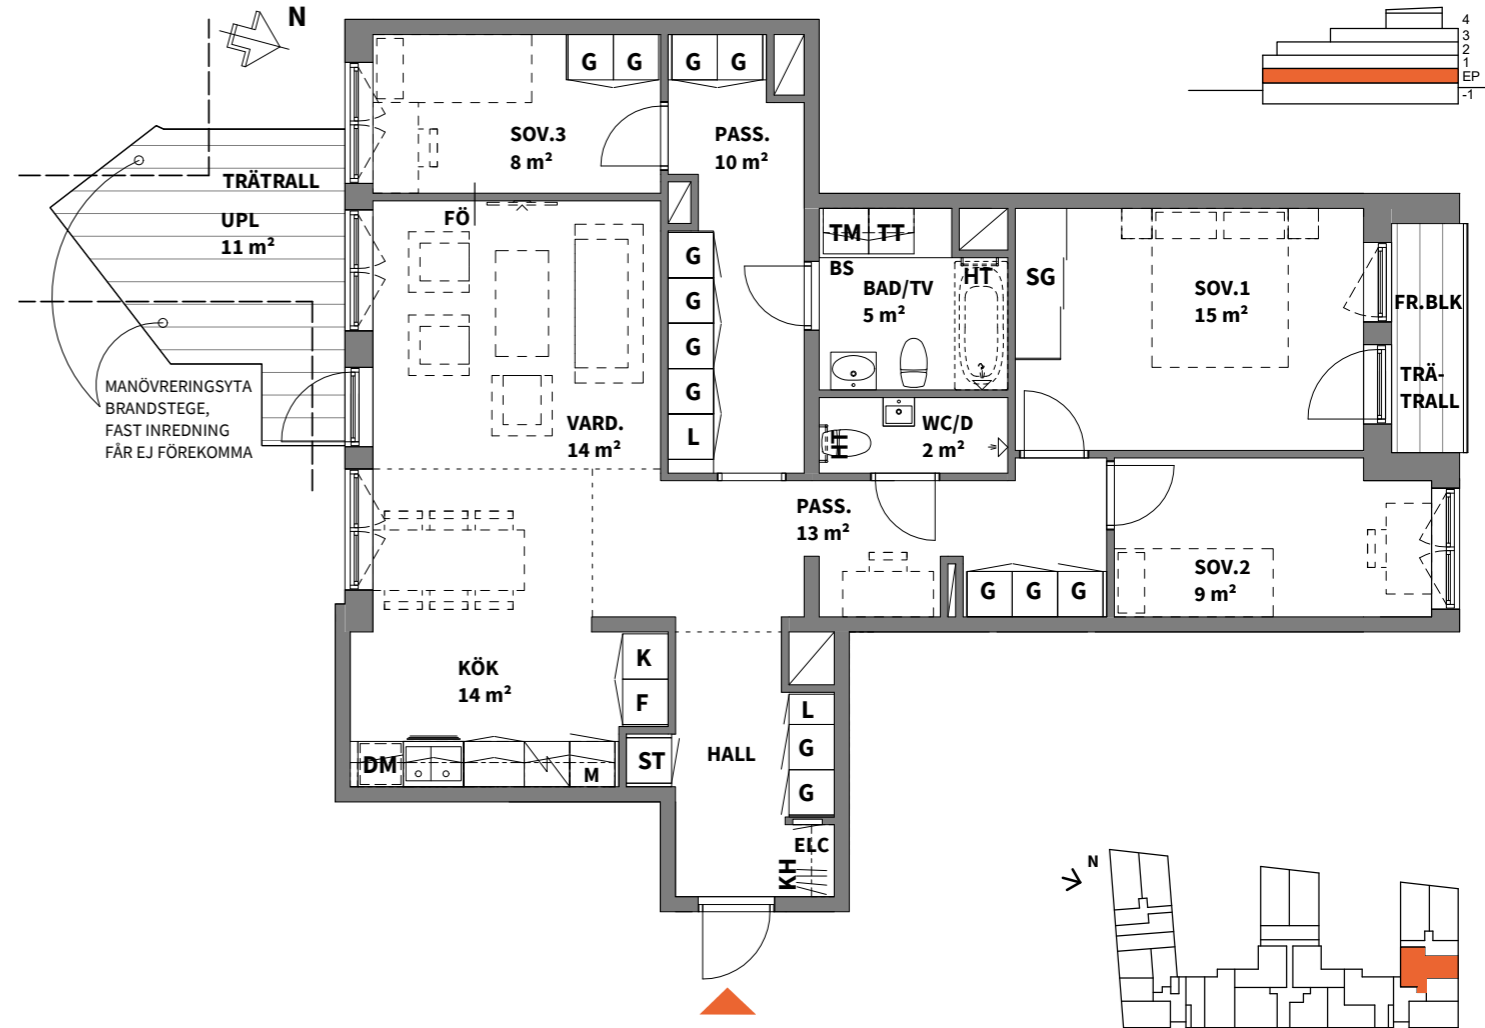 N
4
3
2
1
EP
-1
G
G
G
G
SOV.3
8 m²
PASS.
10 m²
TRÄTRALL
UPL
11 m²
FÖ
TM
TT
BS
BAD/TV
5 m²
HT
SG
SOV.1
15 m²
FR.BLK
TRÄ-
TRALL
G
G
G
G
L
MANÖVRERINGSYTA
BRANDSTEGE,
FAST INREDNING
FÅR EJ FÖREKOMMA
VARD.
14 m²
HT
WC/D
2 m²
PASS.
13 m²
G
G
G
SOV.2
9 m²
KÖK
14 m²
K
F
DM
M
ST
HALL
L
G
G
ELC
KH
N